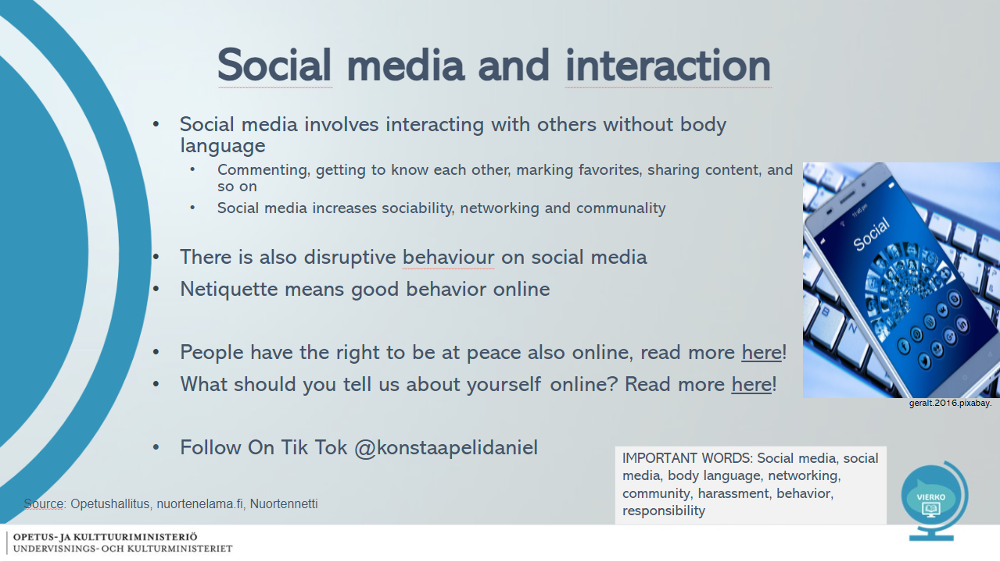 Social media and interaction
• Social media involves interacting with others without body
language
• Commenting, getting to know each other, marking favorites, sharing content, and
so on
• Social media increases sociability, networking and communality
• There is also disruptive behaviour on social media
• Netiquette means good behavior online
• People have the right to be at peace also online, read more here!
• What should you tell us about yourself online? Read more here!
• Follow On Tik Tok @konstaapelidaniel
11:45 pm
Social
geralt.2016.pixabay.
IMPORTANT WORDS: Social media, social
media, body language, networking,
community, harassment, behavior,
responsibility
VIERKO
Source: Opetushallitus, nuortenelama.fi, Nuortennetti
OPETUS- JA KULTTUURIMINISTERIÖ
UNDERVISNINGS- OCH KULTURMINISTERIET